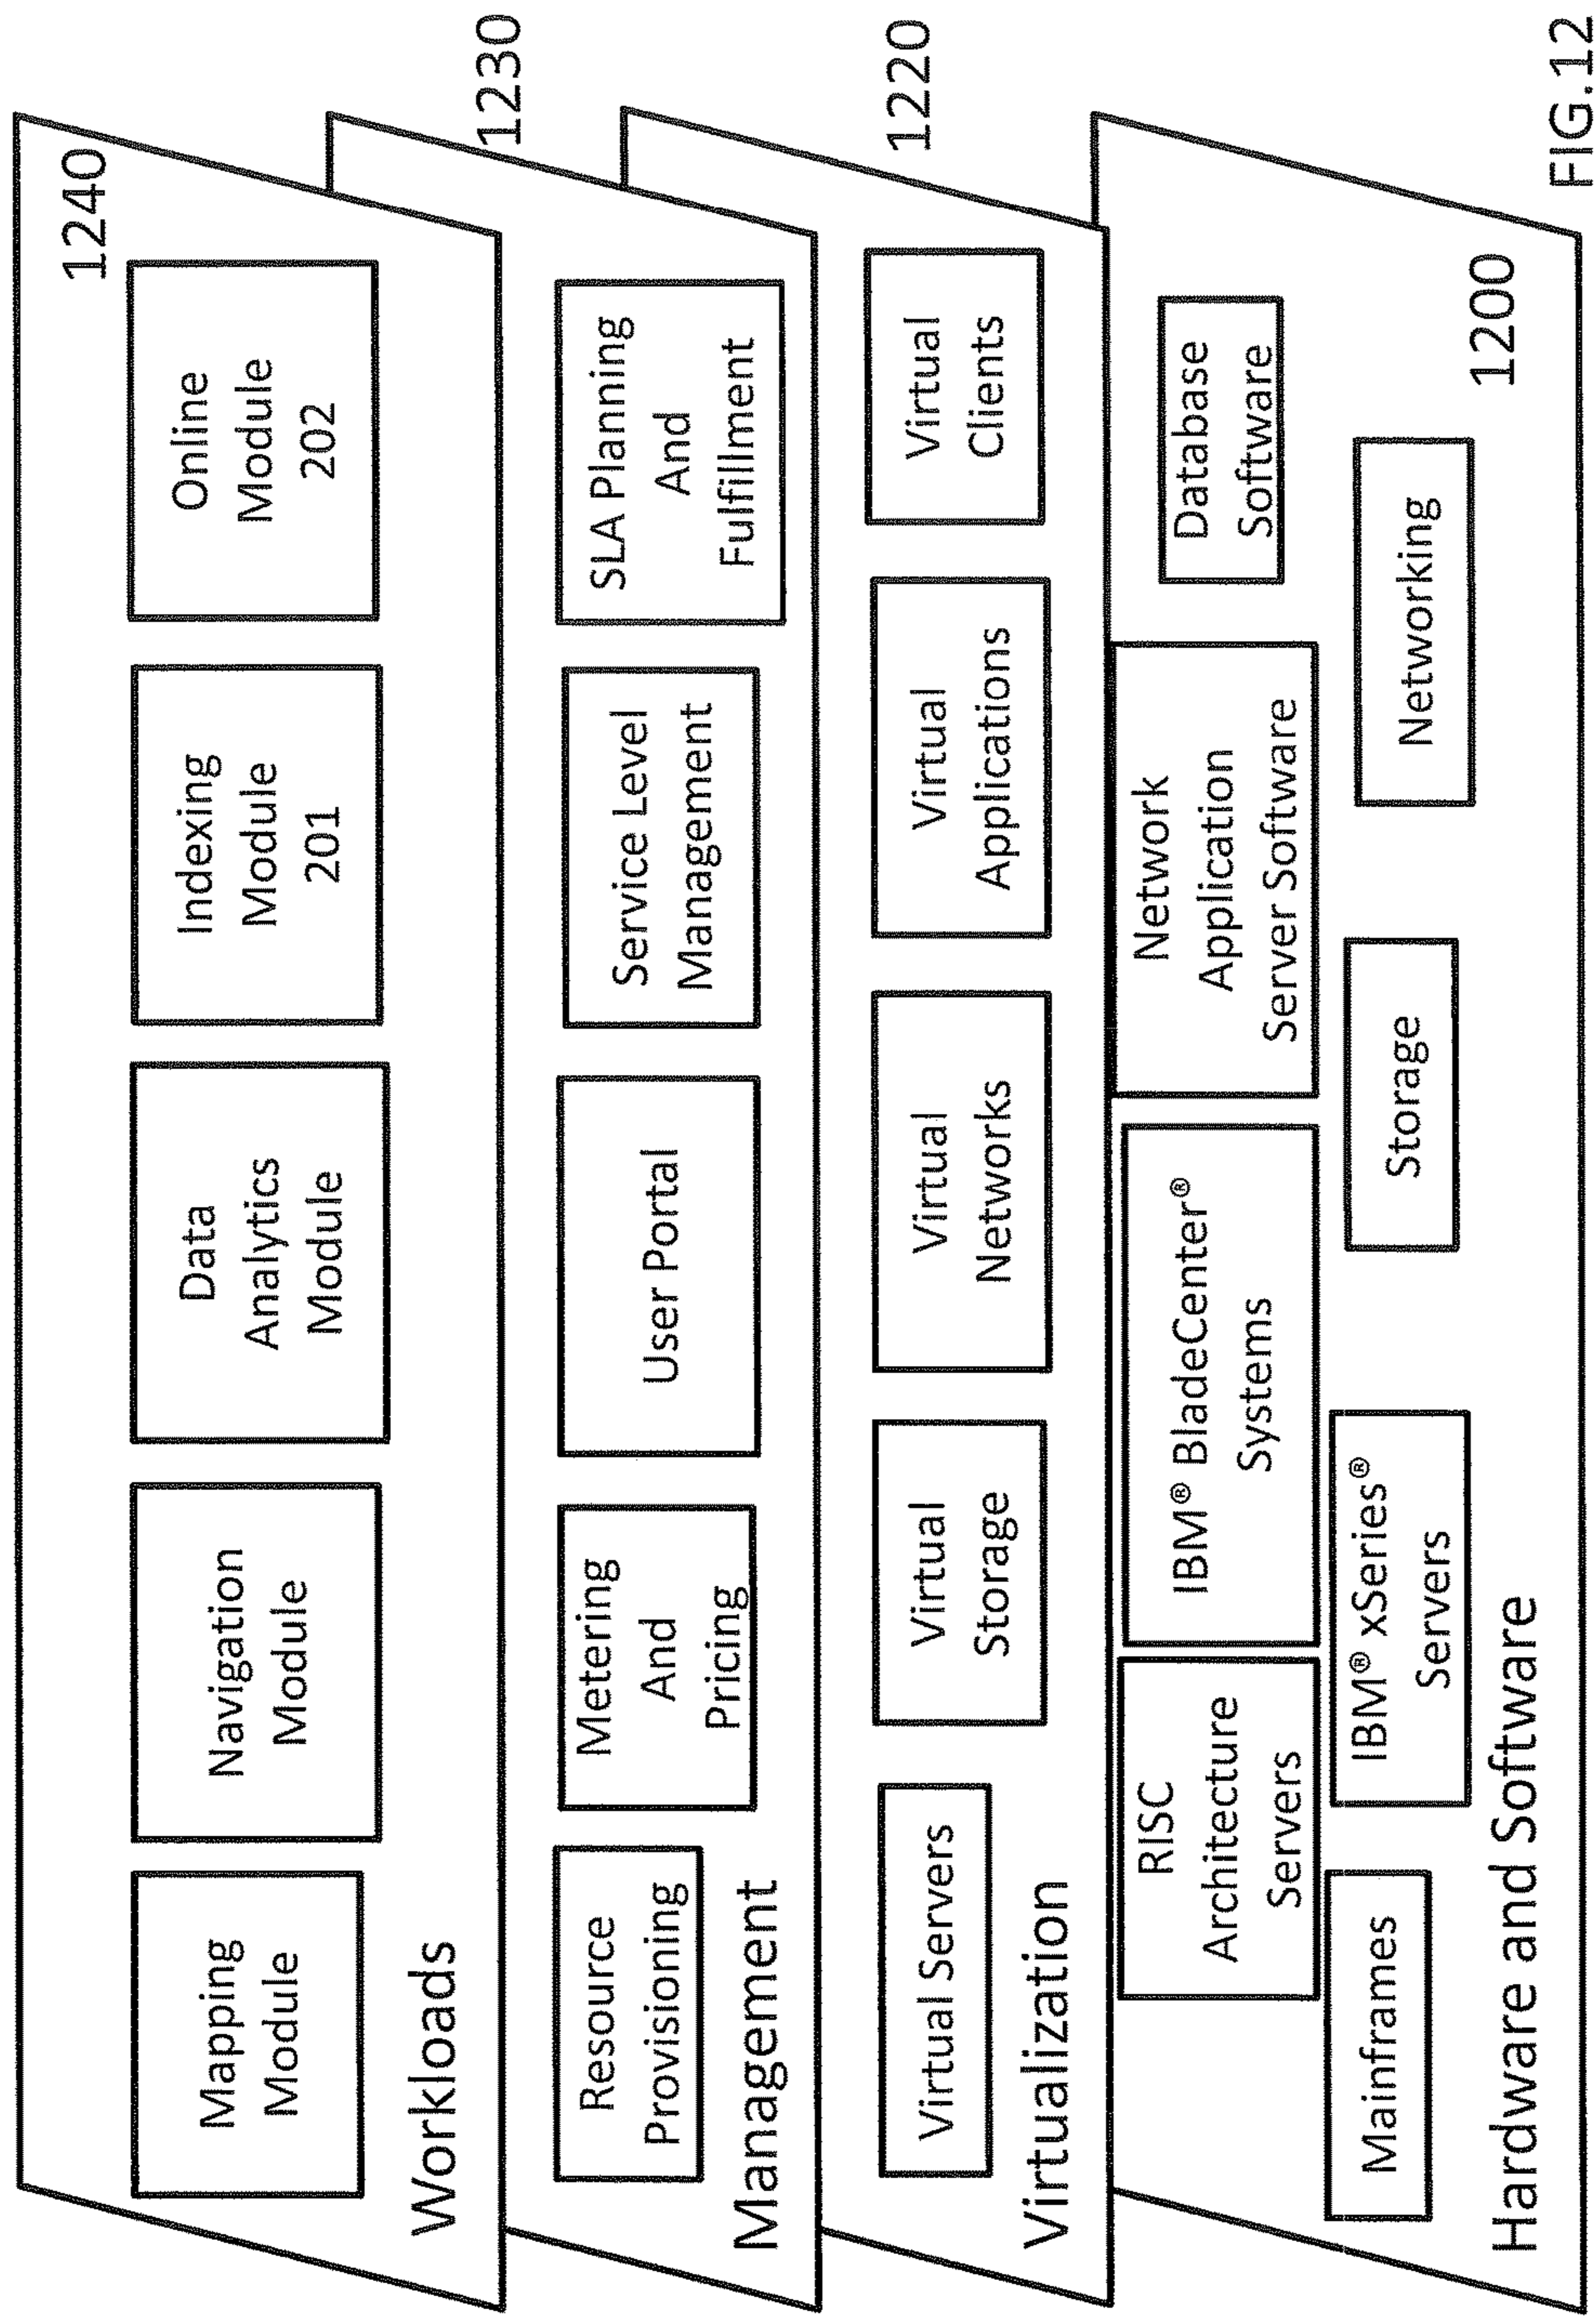 1240
Mapping
Module
Navigation
Module
Data
Analytics
Module
Indexing
Module
201
Online
Module
202
Workloads
1230
Resource
Provisioning
Metering
And
Pricing
User Portal
Service Level
Management
SLA Planning
And
Fulfillment
Management
1220
Virtual Servers
Virtual
Storage
Virtual
Networks
Virtual
Applications
Virtual
Clients
Virtualization
RISC
Architecture
Servers
IBM® BladeCenter®
Systems
Network
Application
Server Software
Database
Software
Mainframes
IBM® xSeries®
Servers
Storage
Networking
Hardware and Software
1200
FIG.12